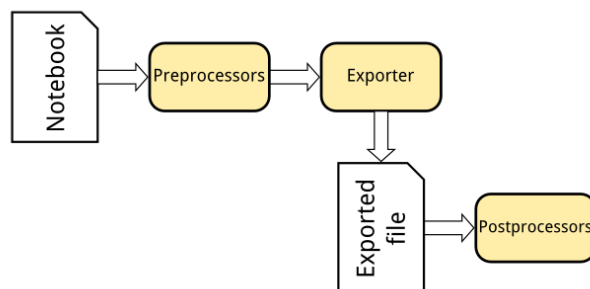 Notebook
Preprocessors
Exporter
Exported
file
Postprocessors